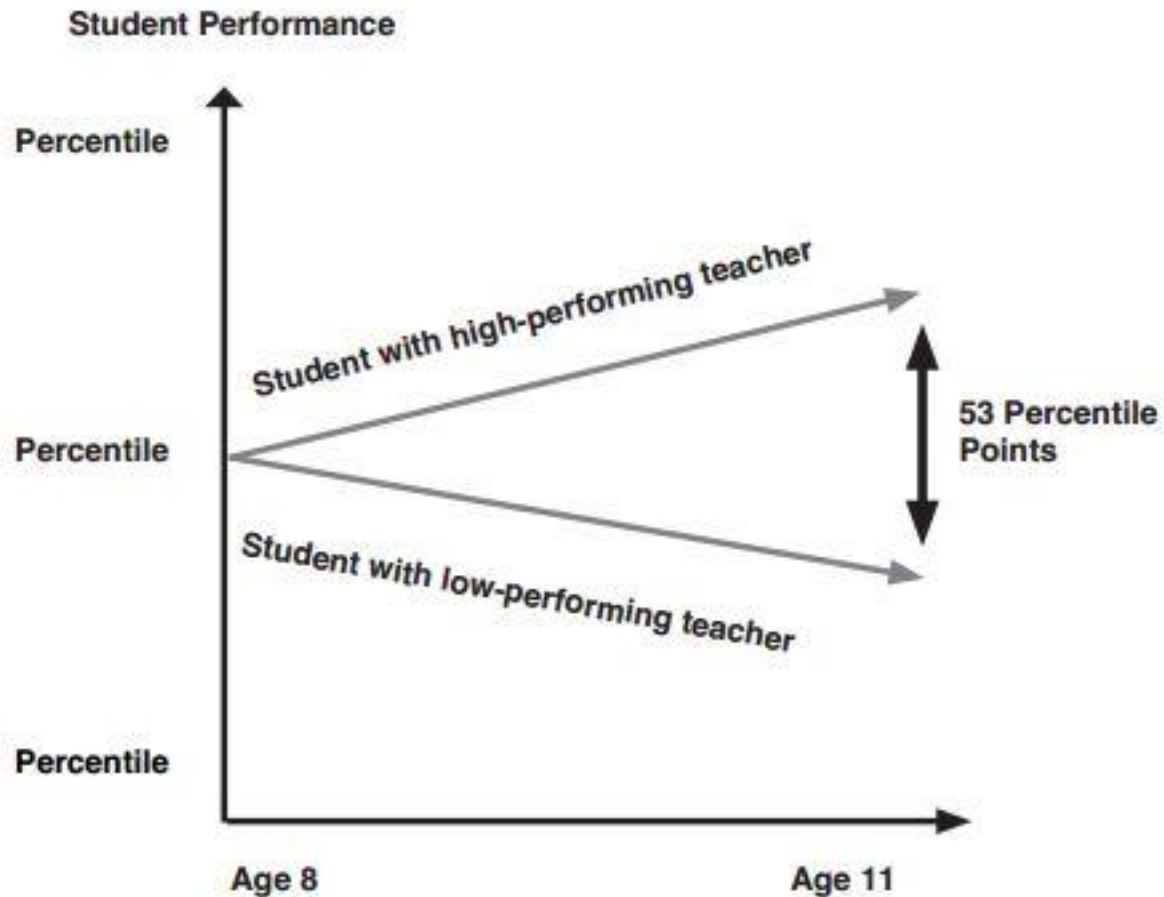 Student Performance
Percentile
Student with high-performing teacher
Percentile
53 Percentile
Points
Student with low-performing teacher
Percentile
Age 8
Age 11